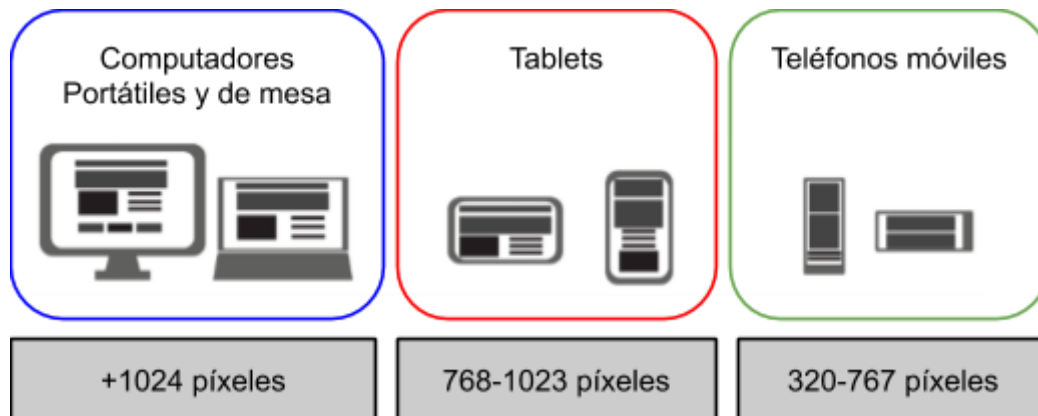 Computadores
Portátiles y de mesa
Tablets
Teléfonos móviles
+1024 píxeles
768-1023 píxeles
320-767 píxeles